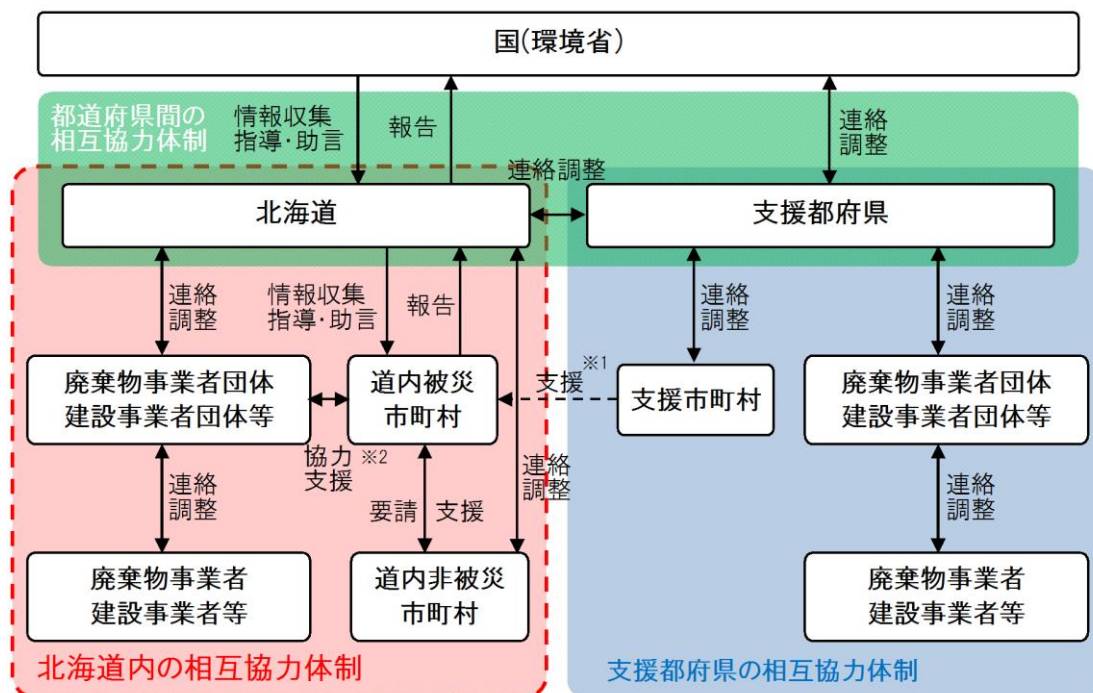 国(環境省)
都道府県間の
相互協力体制
情報収集
指導･助言
報告
連絡
調整
連絡調整
北海道
支援都府県
連絡
調整
情報収集
指導･助言
報告
連絡
調整
連絡
調整
廃棄物事業者団体
建設事業者団体等
道内被災
市町村
支援※1
支援市町村
廃棄物事業者団体
建設事業者団体等
協力※2
支援
連絡
調整
連絡
調整
要請
支援
連絡
調整
廃棄物事業者
建設事業者等
道内非被災
市町村
廃棄物事業者
建設事業者等
北海道内の相互協力体制
支援都府県の相互協力体制